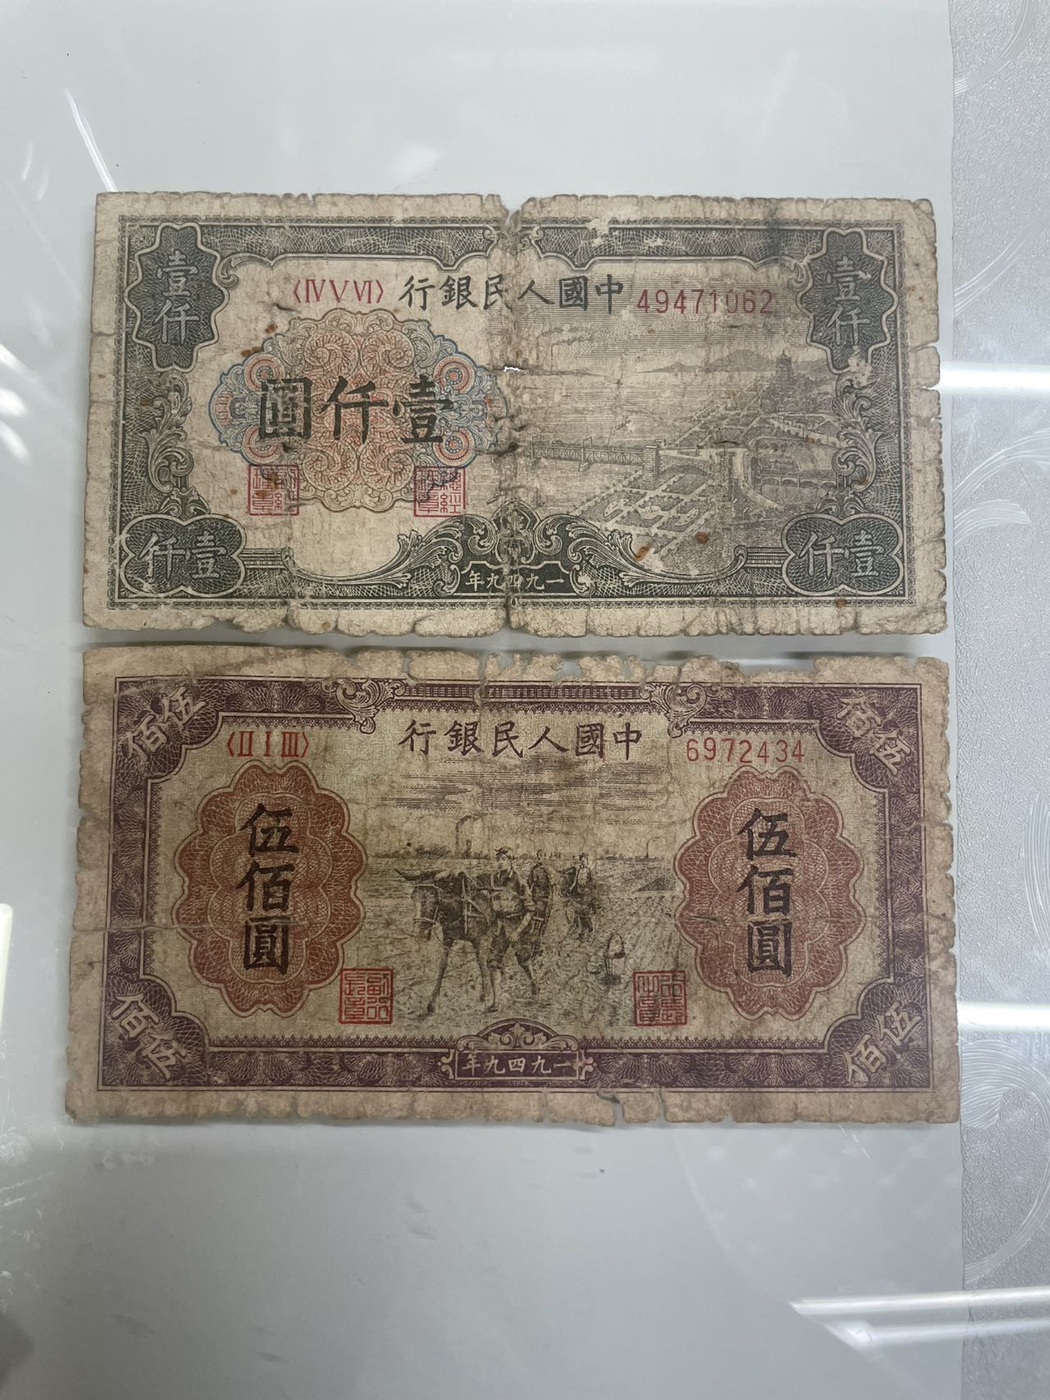 壹仟
壹仟
〈ⅣⅤⅥ〉
行銀民人國中
49471062
圓仟壹
仟壹
仟壹
年九四九一
伍佰
伍佰
〈ⅡⅠⅢ〉
行銀民人國中
6972434
伍佰圓
伍佰圓
伍佰
伍佰
年九四九一